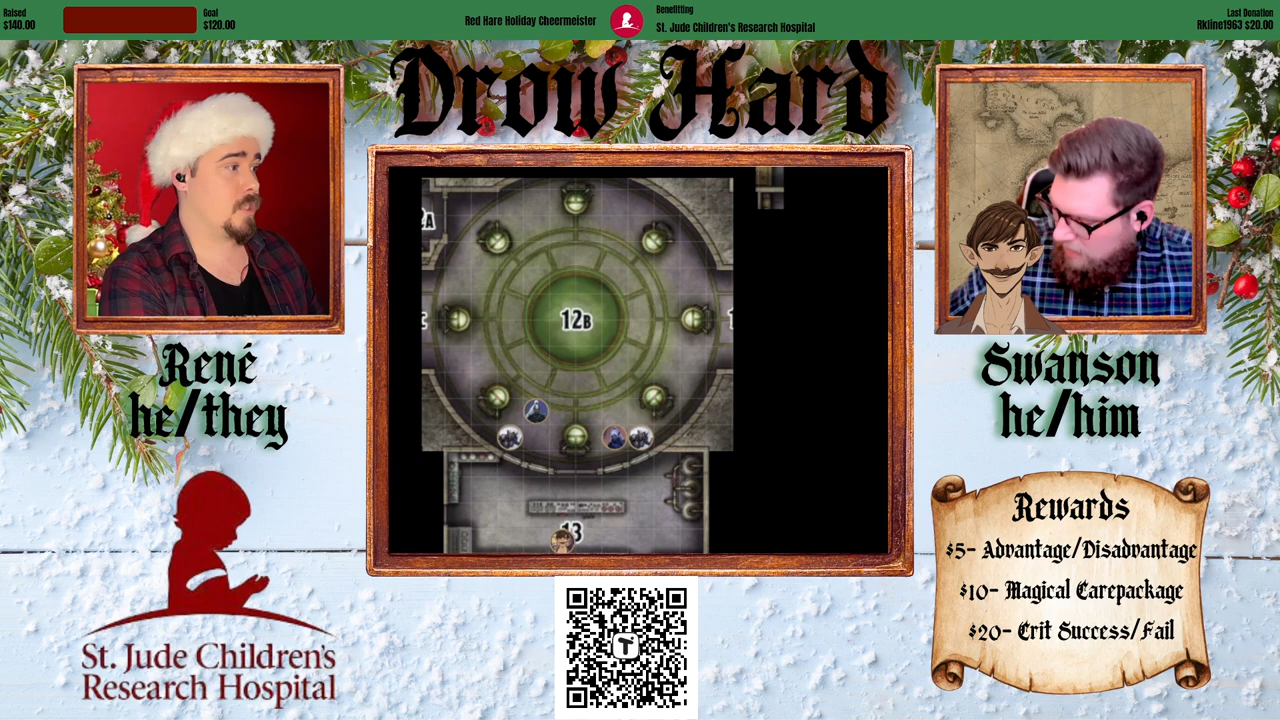 Raised
$140.00
Goal
$120.00
Red Hare Holiday Cheermeister
Benefitting
St. Jude Children's Research Hospital
Last Donation
Rkline1963 $20.00
Drow Hard
12B
13
René
he/they
Swanson
he/him
St. Jude Children's
Research Hospital
T
Rewards
$5- Advantage/Disadvantage
$10- Magical Carepackage
$20- Crit Success/Fail